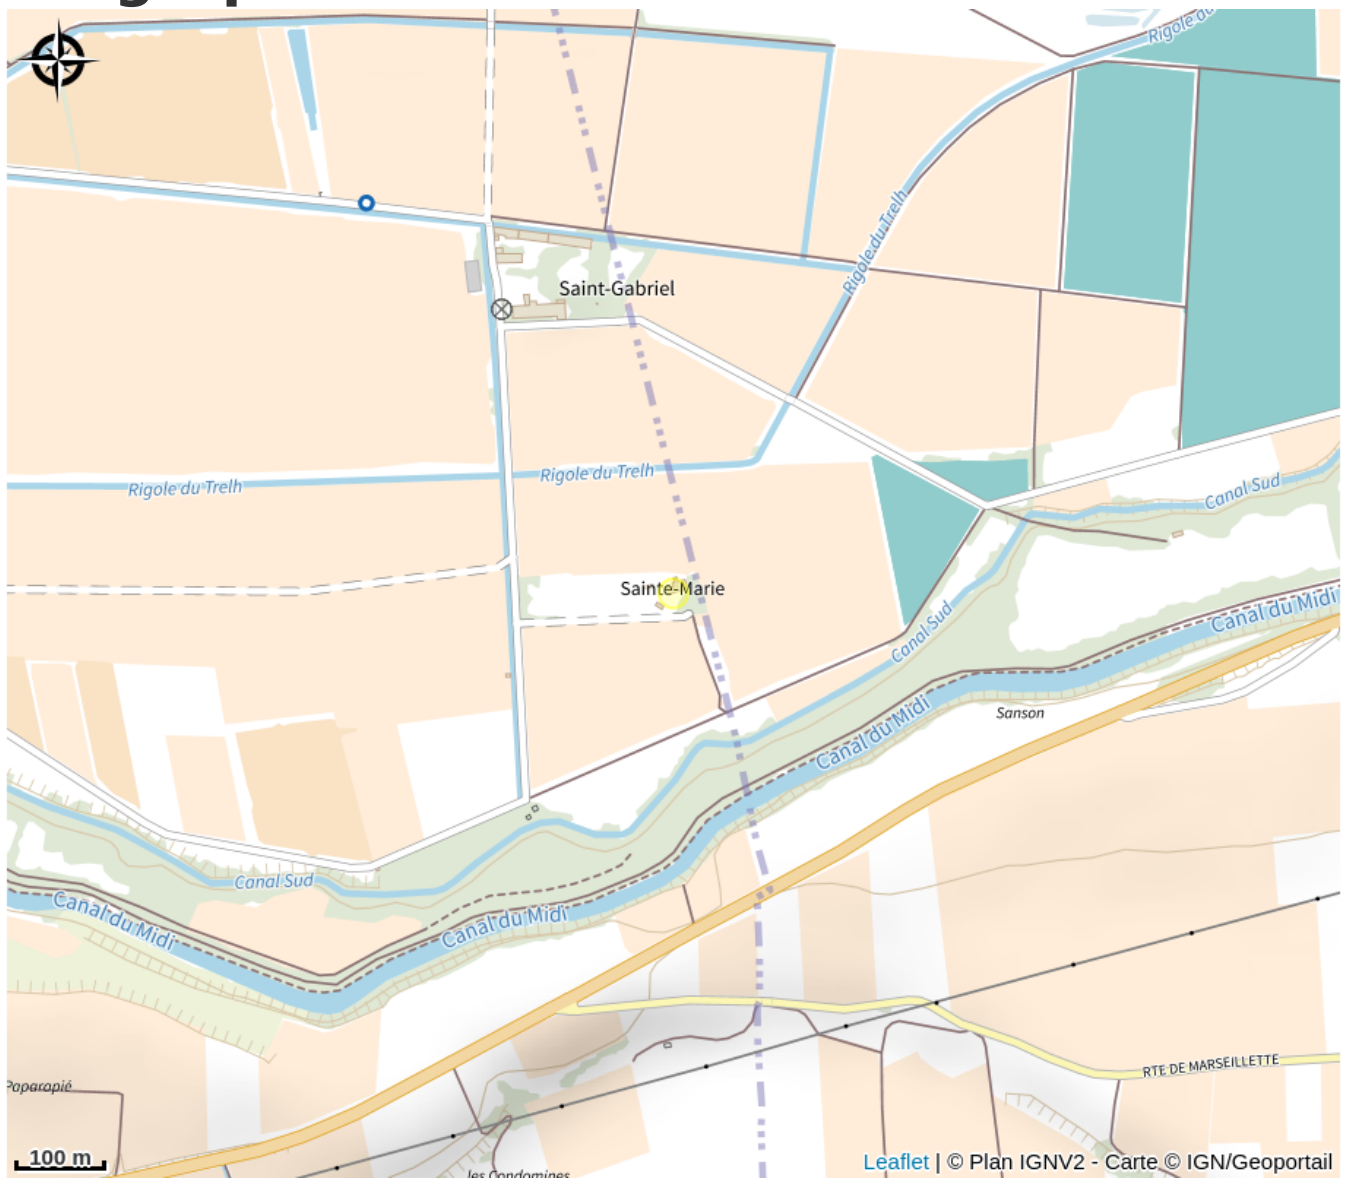 Rigole du
Rigole du Trelh
Saint-Gabriel
Rigole du Trelh
Rigole du Trelh
Canal Sud
Sainte-Marie
Canal du Midi
Canal Sud
Sanson
Canal du Midi
Canal Sud
Canal du Midi
Canal du Midi
RTE DE MARSEILLETTE
Paparapié
100 m
les Condomines
Leaflet | © Plan IGNV2 - Carte © IGN/Geoportail